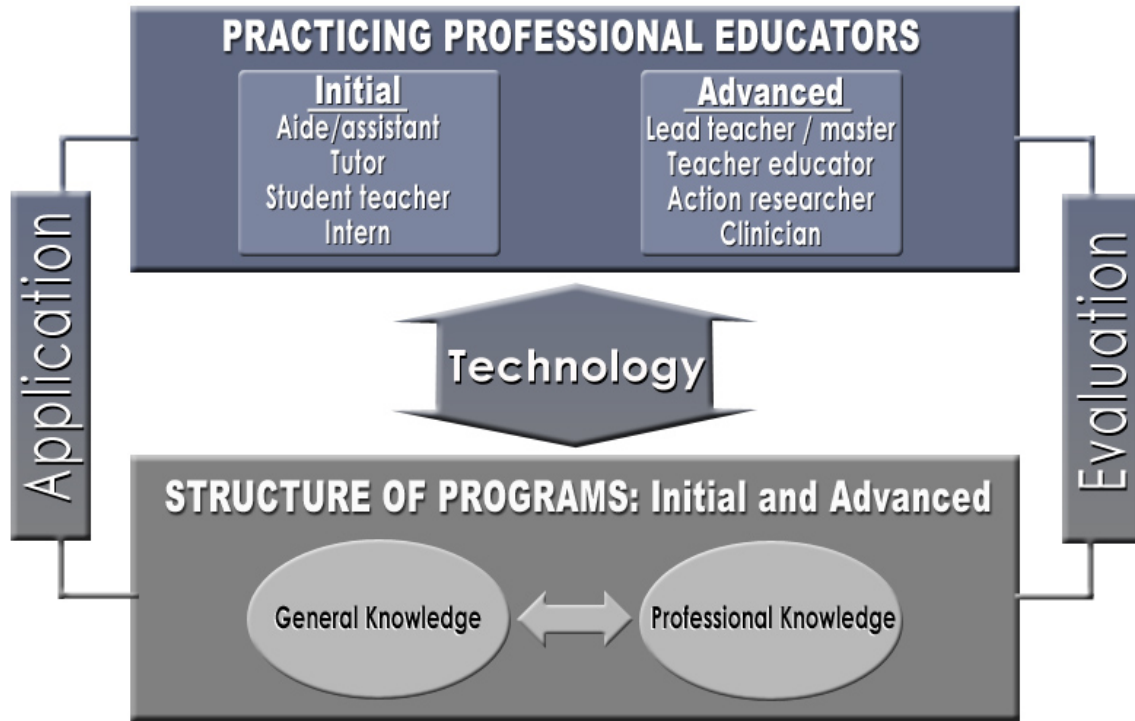 PRACTICING PROFESSIONAL EDUCATORS
Initial
Aide/assistant
Tutor
Student teacher
Intern
Advanced
Lead teacher / master
Teacher educator
Action researcher
Clinician
Application
Technology
Evaluation
STRUCTURE OF PROGRAMS: Initial and Advanced
General Knowledge
Professional Knowledge